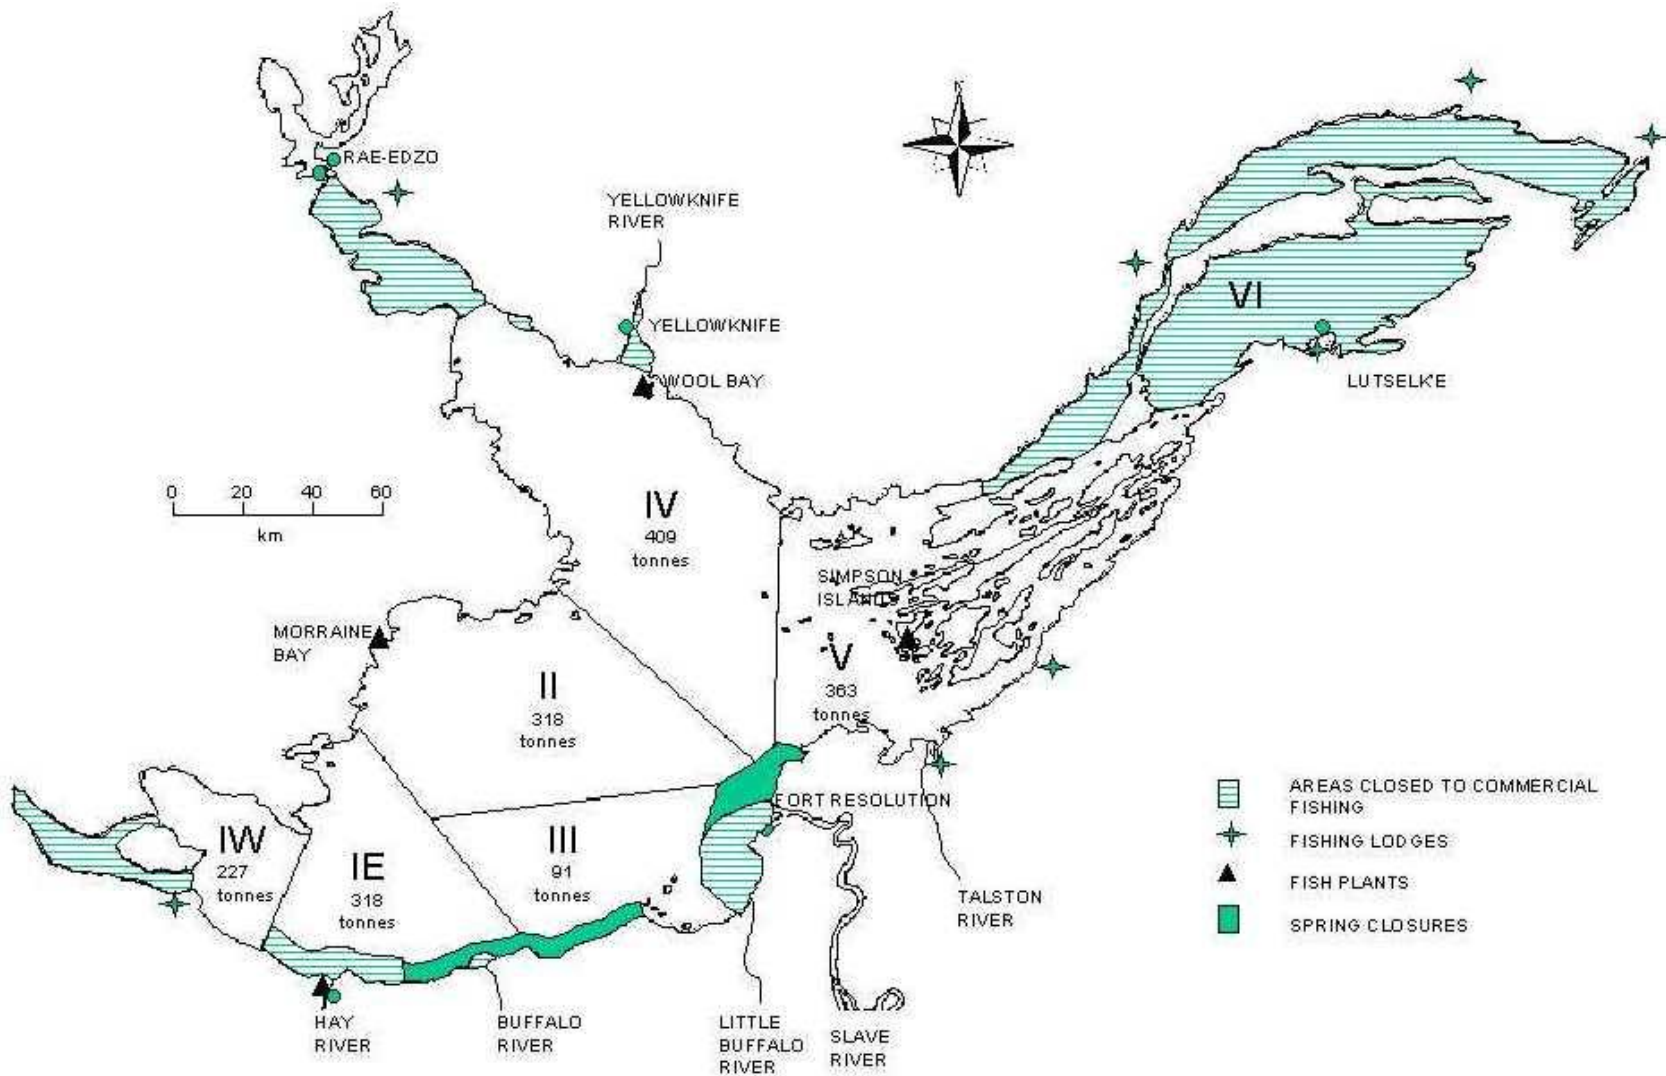 N
RAE-EDZO
YELLOWKNIFE
RIVER
YELLOWKNIFE
WOOL BAY
VI
LUTSELK'E
0 20 40 60
km
IV
409
tonnes
SIMPSON
ISLANDS
MORRAINE
BAY
V
363
tonnes
II
318
tonnes
AREAS CLOSED TO COMMERCIAL
FISHING
FORT RESOLUTION
IW
227
tonnes
IE
318
tonnes
III
91
tonnes
FISHING LODGES
FISH PLANTS
TALSTON
RIVER
SPRING CLOSURES
HAY
RIVER
BUFFALO
RIVER
LITTLE
BUFFALO
RIVER
SLAVE
RIVER